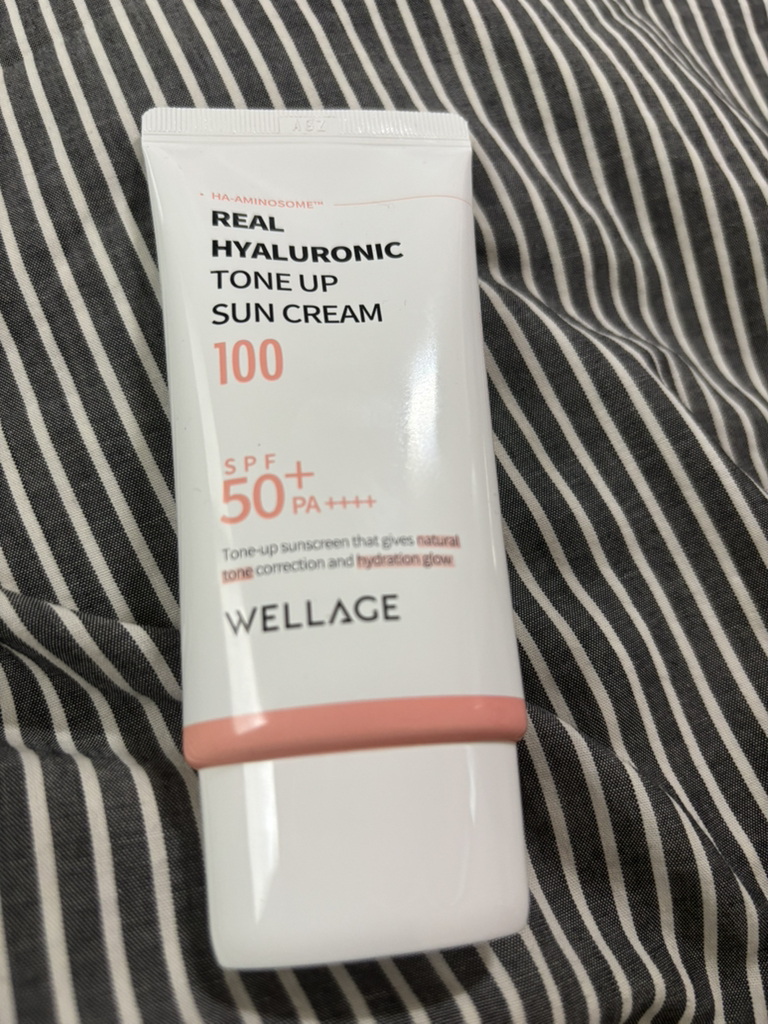 HA-AMINOSOME™
REAL
HYALURONIC
TONE UP
SUN CREAM
100
SPF
50+
PA++++
Tone-up sunscreen that gives natural
tone correction and hydration glow
WELLAGE